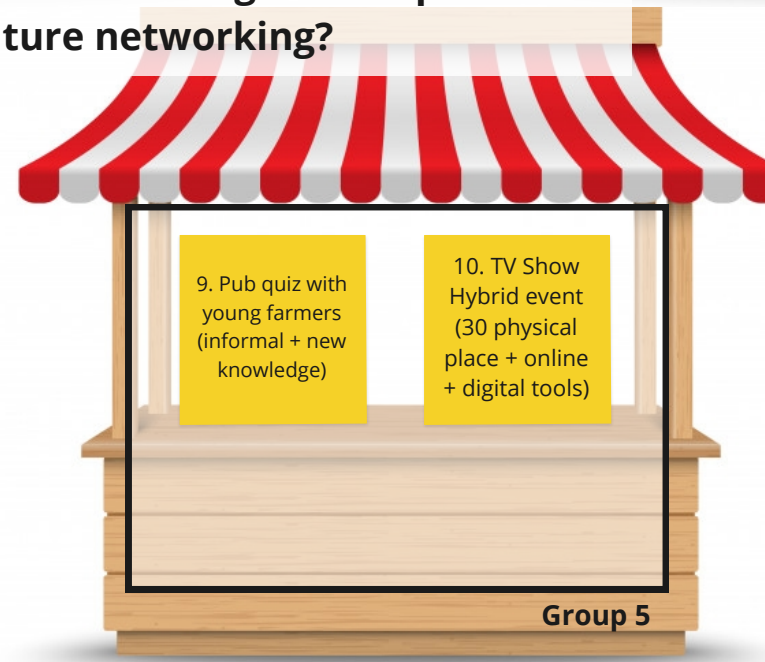 ture networking?
9. Pub quiz with
young farmers
(informal + new
knowledge)
10. TV Show
Hybrid event
(30 physical
place + online
+ digital tools)
Group 5